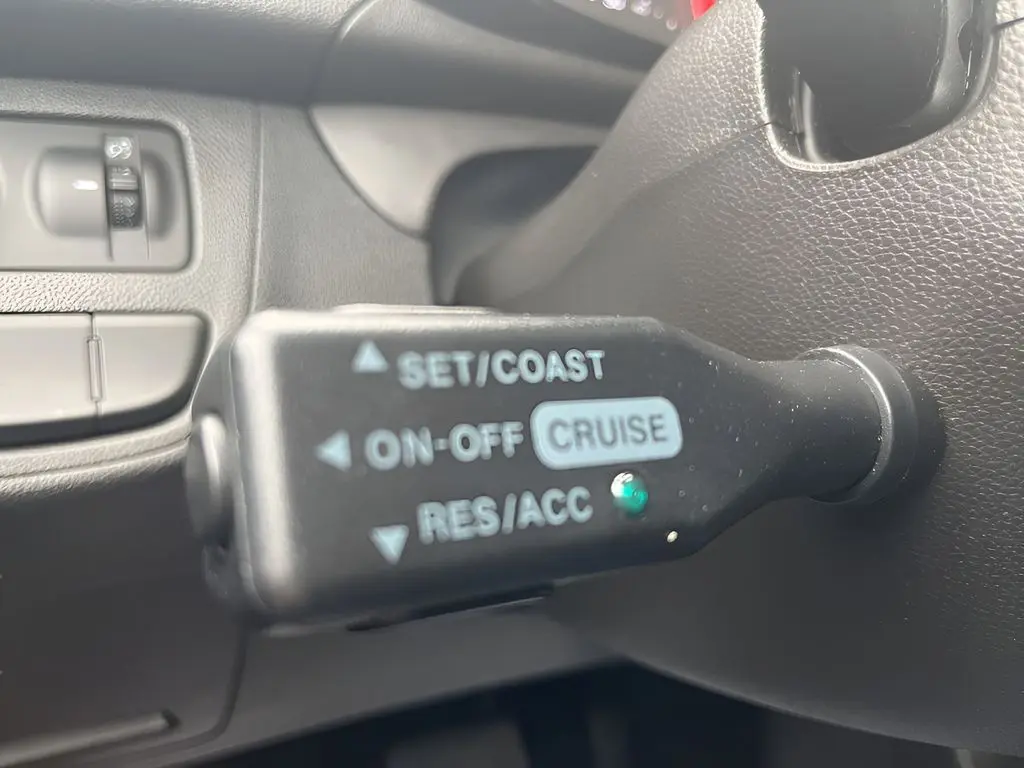 ▲ SET/COAST
◀ ON-OFF CRUISE
▼ RES/ACC